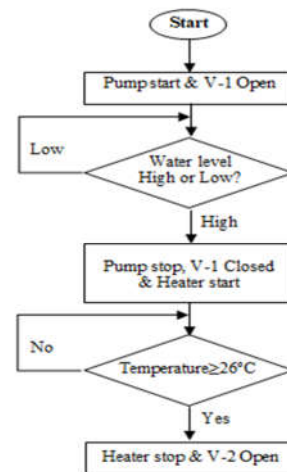 Start
Pump start & V-1 Open
Low
Water level
High or Low?
High
Pump stop, V-1 Closed
& Heater start
No
Temperature≥26°C
Yes
Heater stop & V-2 Open